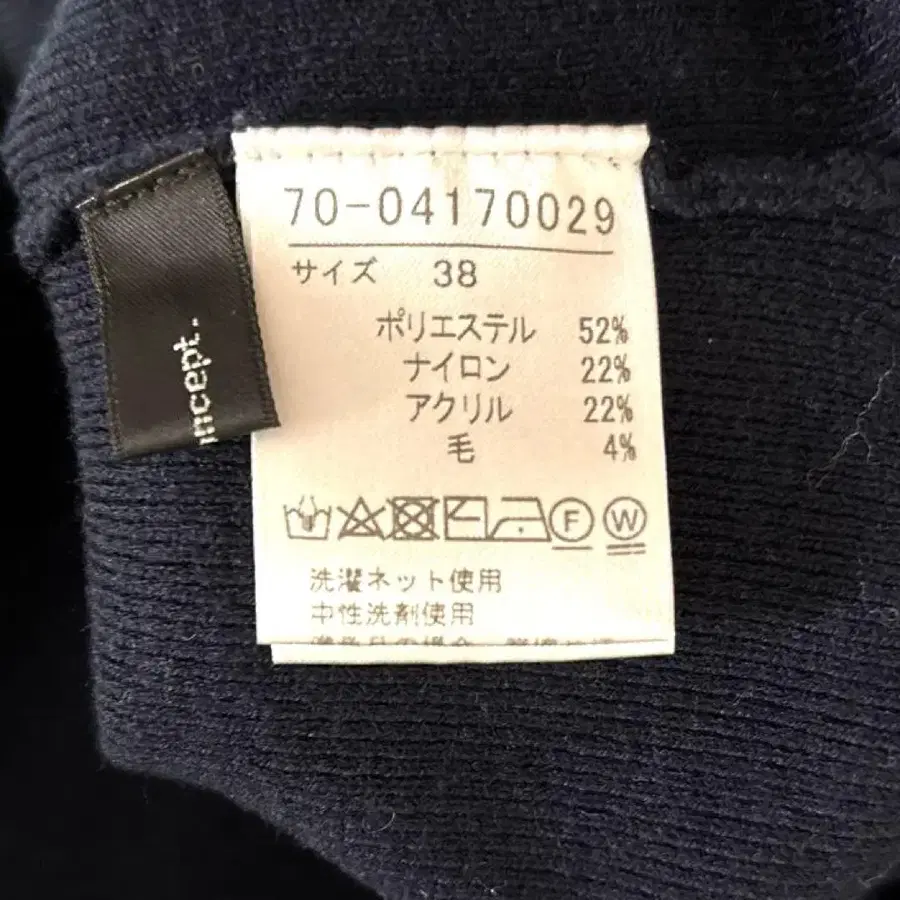 70-04170029
サイズ 38
ポリエステル 52%
ナイロン 22%
アクリル 22%
毛 4%
F W
洗濯ネット使用
中性洗剤使用
ncept.